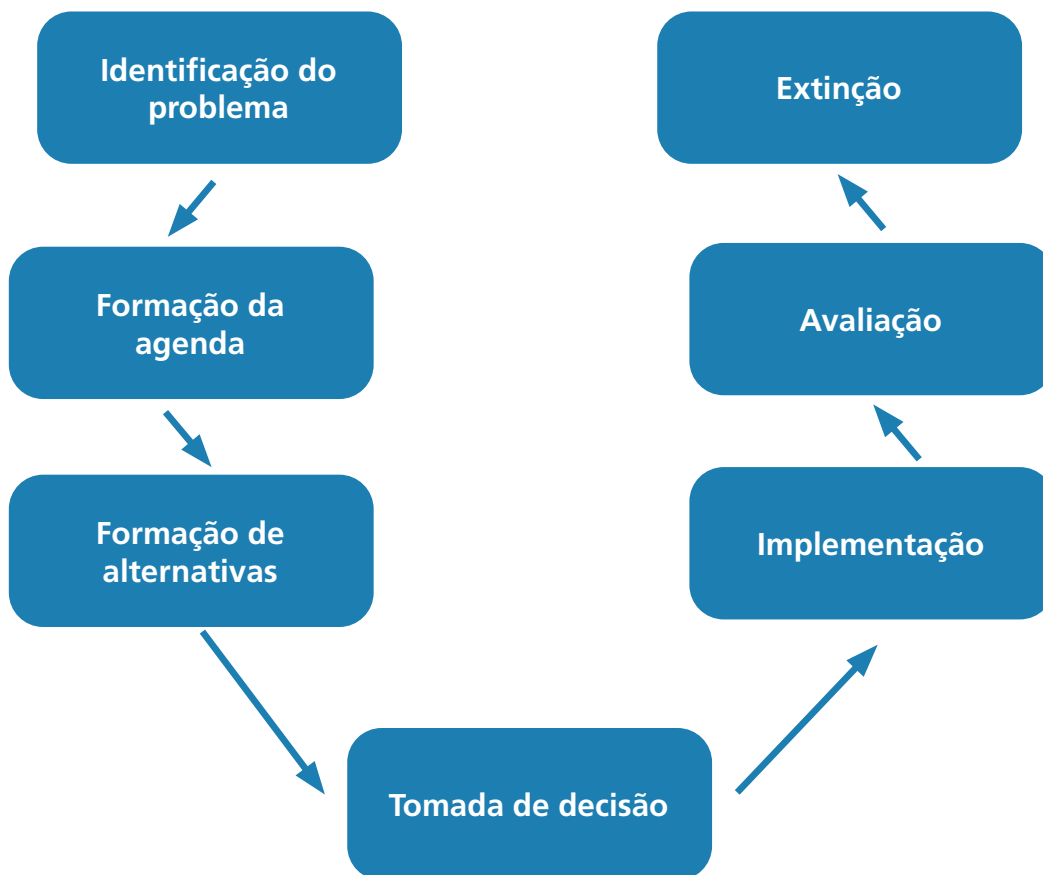 Identificação do
problema
Formação da
agenda
Formação de
alternativas
Tomada de decisão
Implementação
Avaliação
Extinção